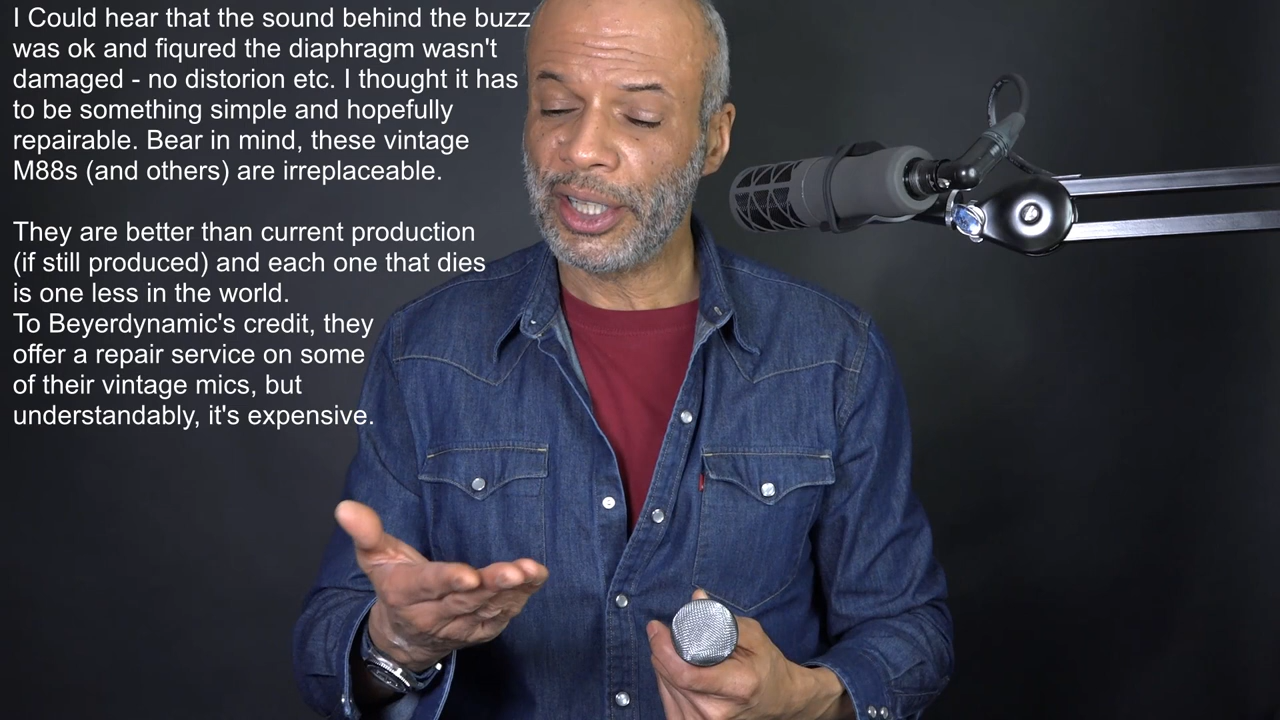 I Could hear that the sound behind the buzz
was ok and fiqured the diaphragm wasn't
damaged - no distorion etc. I thought it has
to be something simple and hopefully
repairable. Bear in mind, these vintage
M88s (and others) are irreplaceable.
They are better than current production
(if still produced) and each one that dies
is one less in the world.
To Beyerdynamic's credit, they
offer a repair service on some
of their vintage mics, but
understandably, it's expensive.